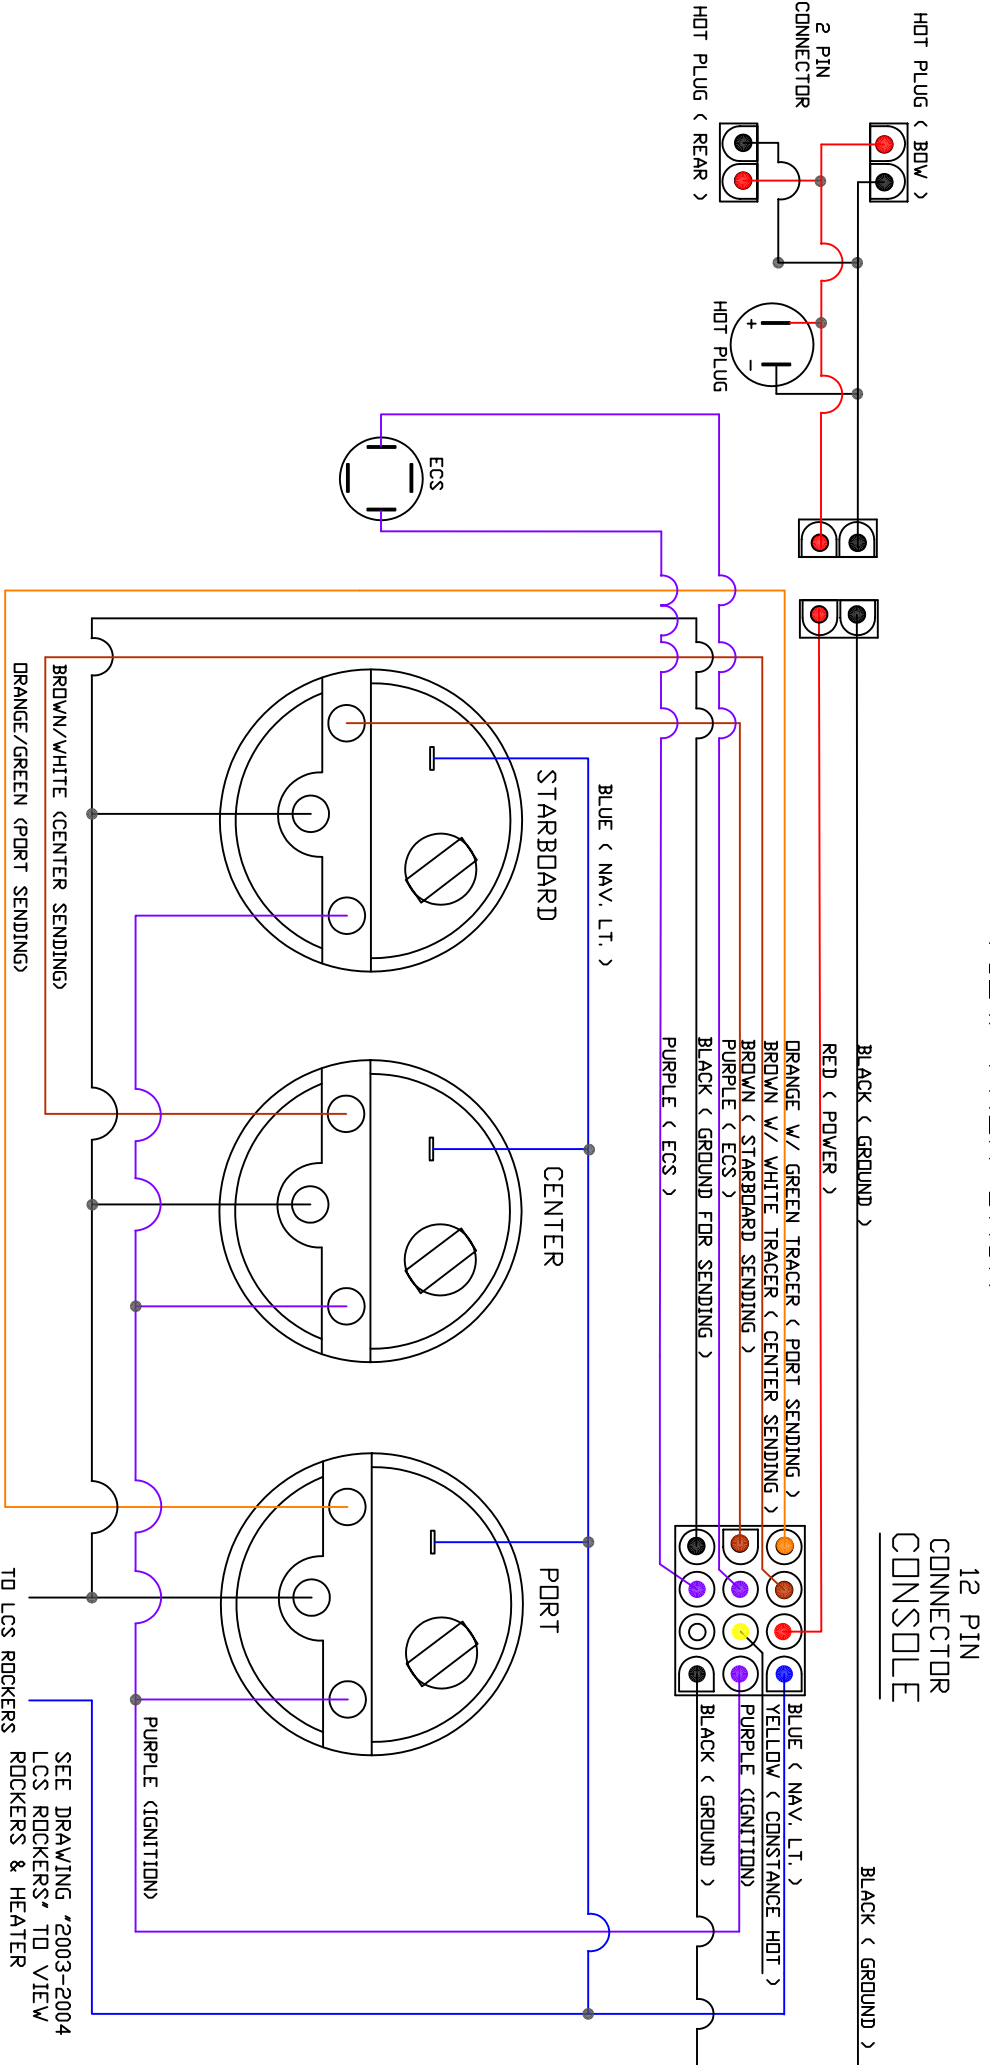 HOT PLUG ( BOW )
2 PIN
CONNECTOR
HOT PLUG ( REAR )
HOT PLUG
+
-
ECS
BLACK ( GROUND )
RED ( POWER )
ORANGE W/ GREEN TRACER ( PORT SENDING )
BROWN W/ WHITE TRACER ( CENTER SENDING )
BROWN ( STARBOARD SENDING )
PURPLE ( ECS )
BLACK ( GROUND FOR SENDING )
PURPLE ( ECS )
BLUE ( NAV. LT. )
STARBOARD
CENTER
PORT
BROWN/WHITE (CENTER SENDING)
ORANGE/GREEN (PORT SENDING)
12 PIN
CONNECTOR
CONSOLE
BLUE ( NAV. LT. )
YELLOW ( CONSTANCE HOT )
PURPLE (IGNITION)
BLACK ( GROUND )
BLACK ( GROUND )
PURPLE (IGNITION)
TO LCS ROCKERS
SEE DRAWING "2003-2004
LCS ROCKERS" TO VIEW
ROCKERS & HEATER